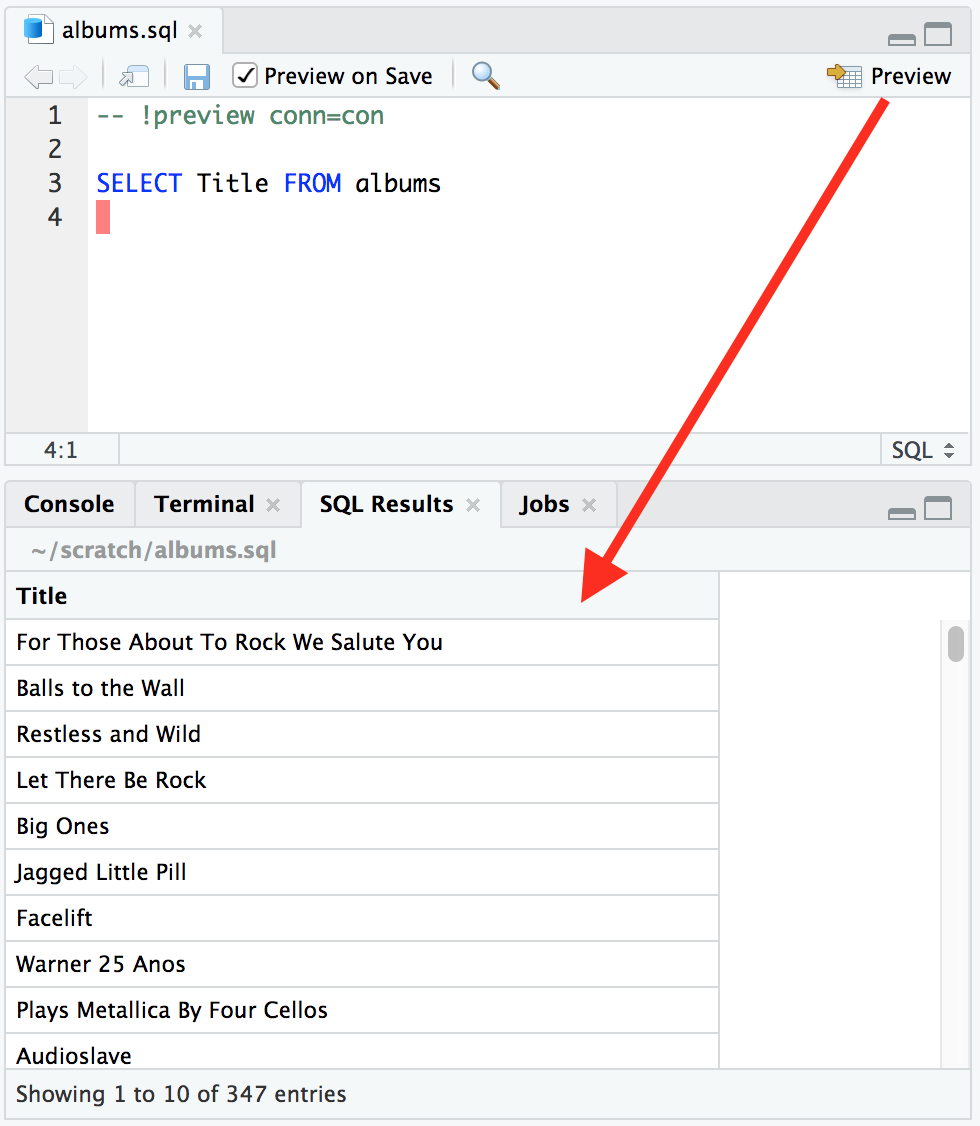 albums.sql
Preview on Save
Preview
1 -- !preview conn=con
2
3 SELECT Title FROM albums
4
4:1
SQL
Console Terminal SQL Results Jobs
~/scratch/albums.sql
Title
For Those About To Rock We Salute You
Balls to the Wall
Restless and Wild
Let There Be Rock
Big Ones
Jagged Little Pill
Facelift
Warner 25 Anos
Plays Metallica By Four Cellos
Audioslave
Showing 1 to 10 of 347 entries